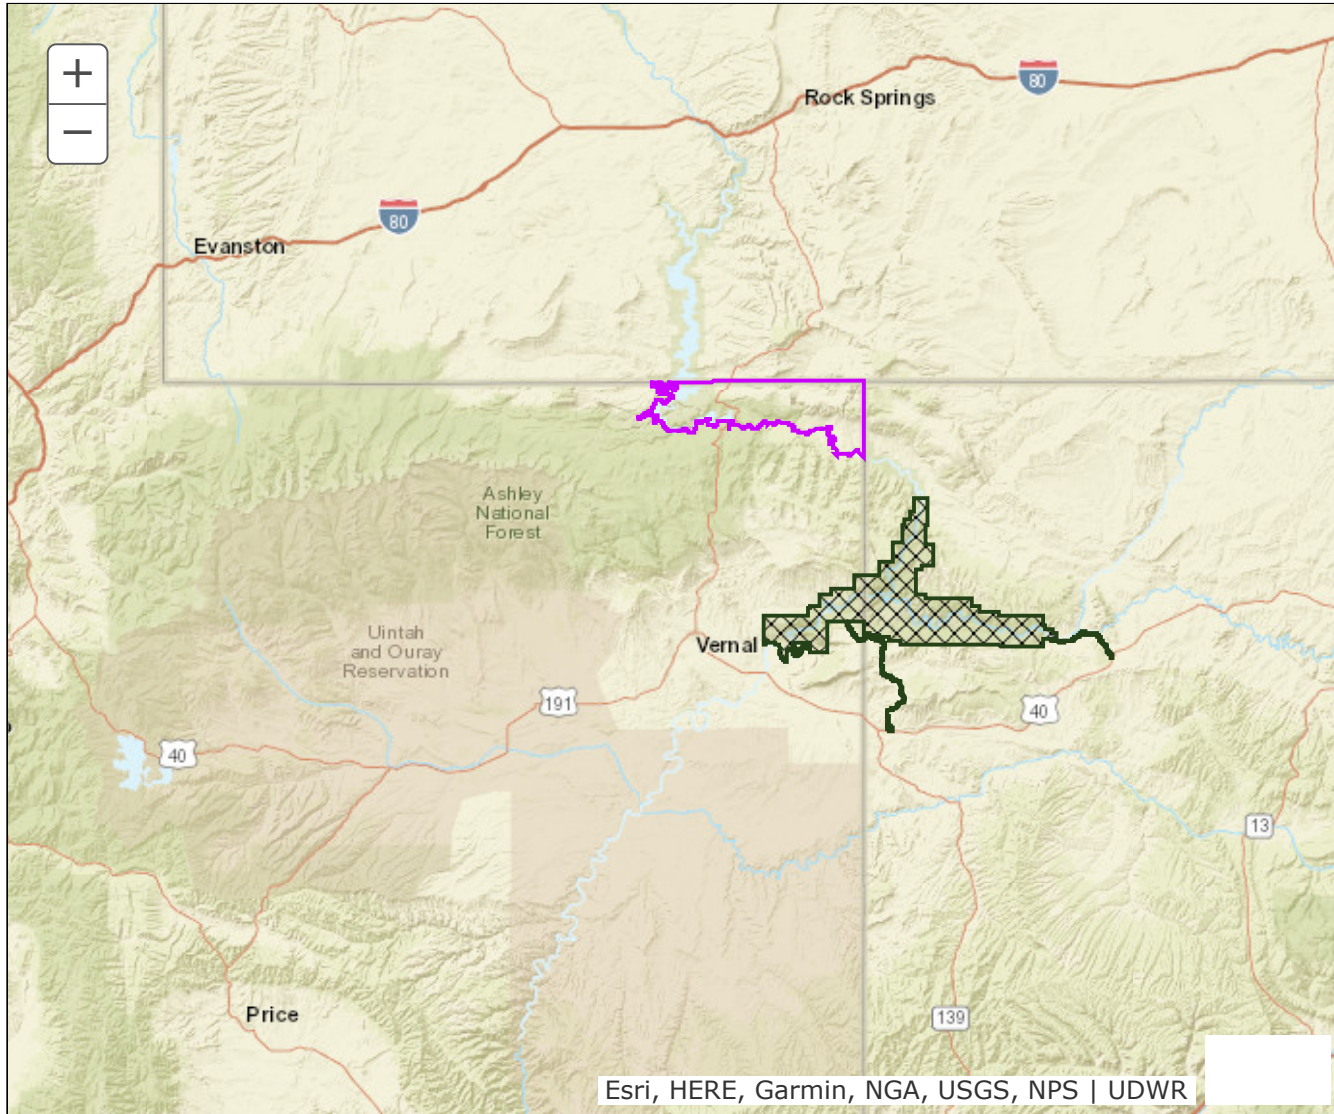 +
80
Rock Springs
−
80
Evanston
Ashley
National
Forest
Uintah
and Ouray
Reservation
Vernal
191
40
40
13
Price
139
Esri, HERE, Garmin, NGA, USGS, NPS | UDWR